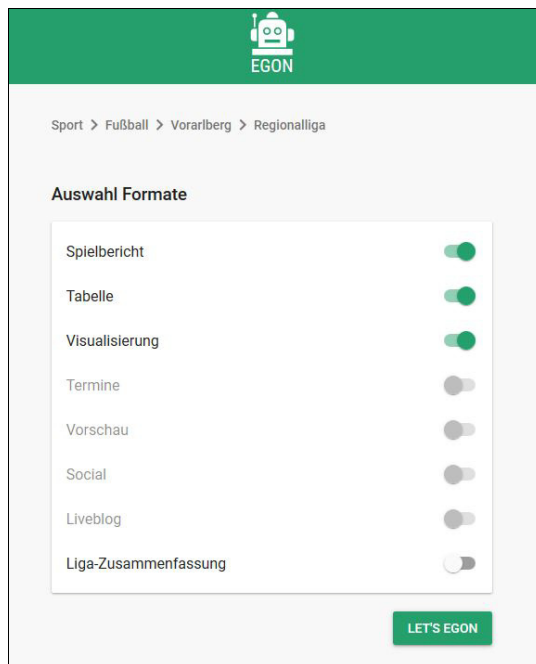 EGON
Sport > Fußball > Vorarlberg > Regionalliga
Auswahl Formate
Spielbericht
Tabelle
Visualisierung
Termine
Vorschau
Social
Liveblog
Liga-Zusammenfassung
LET'S EGON